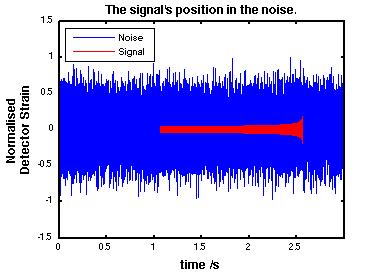 The signal's position in the noise.
1.5
Noise
Signal
1
0.5
Normalised
Detector Strain
0
-0.5
-1
-1.5
0 0.5 1 1.5 2 2.5 3
time /s